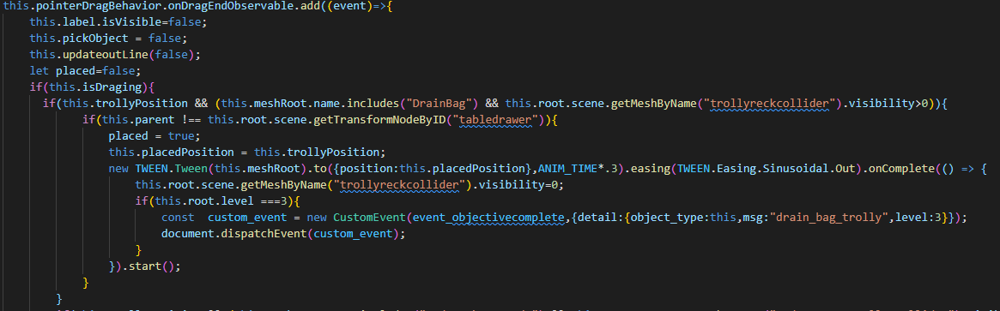 this.pointerDragBehavior.onDragEndObservable.add((event)=>{
this.label.isVisible=false;
this.pickObject = false;
this.updateoutLine(false);
let placed=false;
if(this.isDraging){
if(this.trollyPosition && (this.meshRoot.name.includes("DrainBag") && this.root.scene.getMeshByName("trollyreckcollider").visibility>0)){
if(this.parent !== this.root.scene.getTransformNodeByID("tabledrawer")){
placed = true;
this.placedPosition = this.trollyPosition;
new TWEEN.Tween(this.meshRoot).to({position:this.placedPosition},ANIM_TIME*.3).easing(TWEEN.Easing.Sinusoidal.Out).onComplete(() => {
this.root.scene.getMeshByName("trollyreckcollider").visibility=0;
if(this.root.level ===3){
const  custom_event = new CustomEvent(event_objectivecomplete,{detail:{object_type:this,msg:"drain_bag_trolly",level:3}});
document.dispatchEvent(custom_event);
}
}).start();
}
}